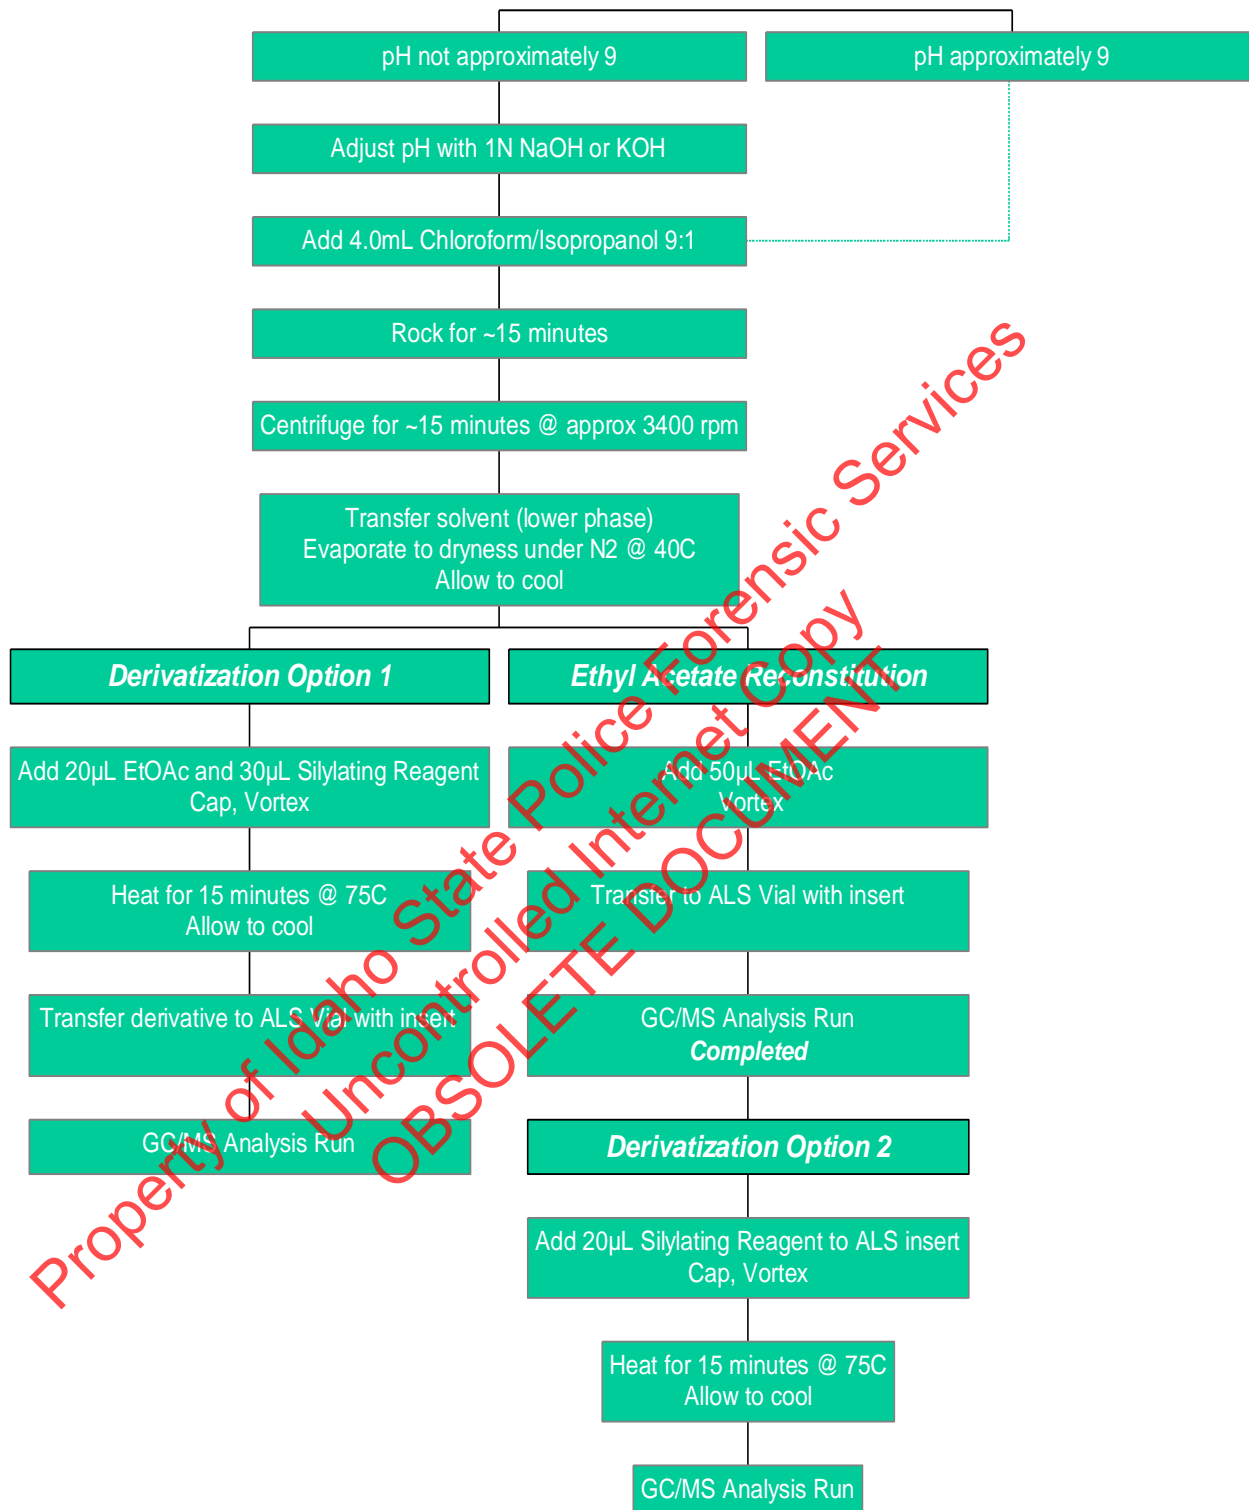 pH not approximately 9
pH approximately 9
Adjust pH with 1N NaOH or KOH
Add 4.0mL Chloroform/Isopropanol 9:1
Rock for ~15 minutes
Centrifuge for ~15 minutes @ approx 3400 rpm
Transfer solvent (lower phase)
Evaporate to dryness under N2 @ 40C
Allow to cool
Derivatization Option 1
Add 20µL EtOAc and 30µL Silylating Reagent
Cap, Vortex
Heat for 15 minutes @ 75C
Allow to cool
Transfer derivative to ALS Vial with insert
GC/MS Analysis Run
Ethyl Acetate Reconstitution
Add 50µL EtOAc
Vortex
Transfer to ALS Vial with insert
GC/MS Analysis Run
Completed
Derivatization Option 2
Add 20µL Silylating Reagent to ALS insert
Cap, Vortex
Heat for 15 minutes @ 75C
Allow to cool
GC/MS Analysis Run
Property of Idaho State Police Forensic Services
Uncontrolled Internet Copy
OBSOLETE DOCUMENT